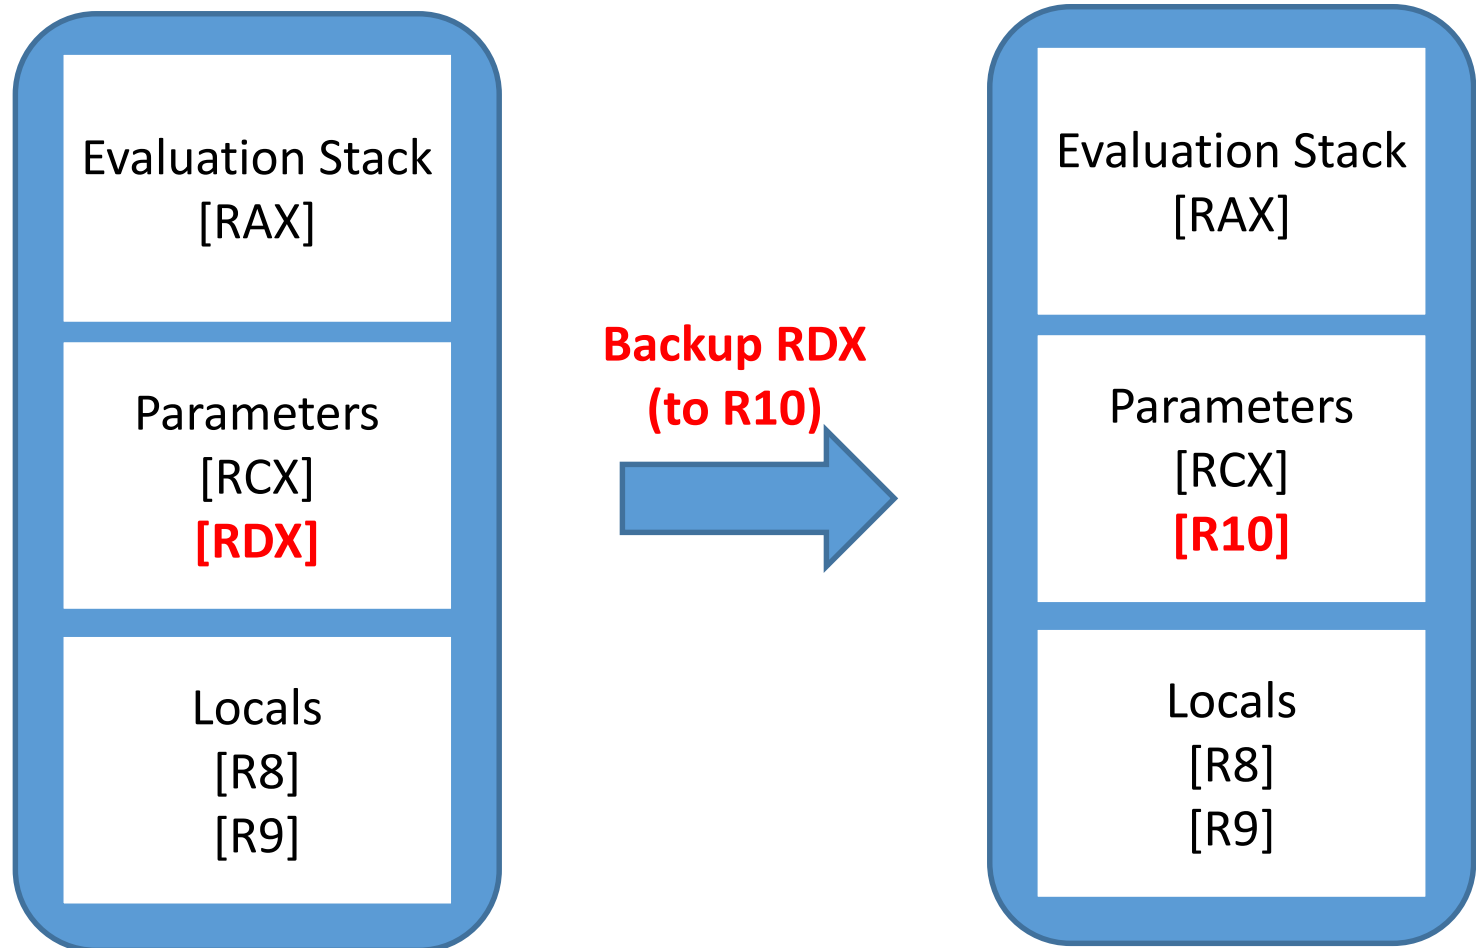 Evaluation Stack
[RAX]
Parameters
[RCX]
[RDX]
Locals
[R8]
[R9]
Backup RDX
(to R10)
Evaluation Stack
[RAX]
Parameters
[RCX]
[R10]
Locals
[R8]
[R9]